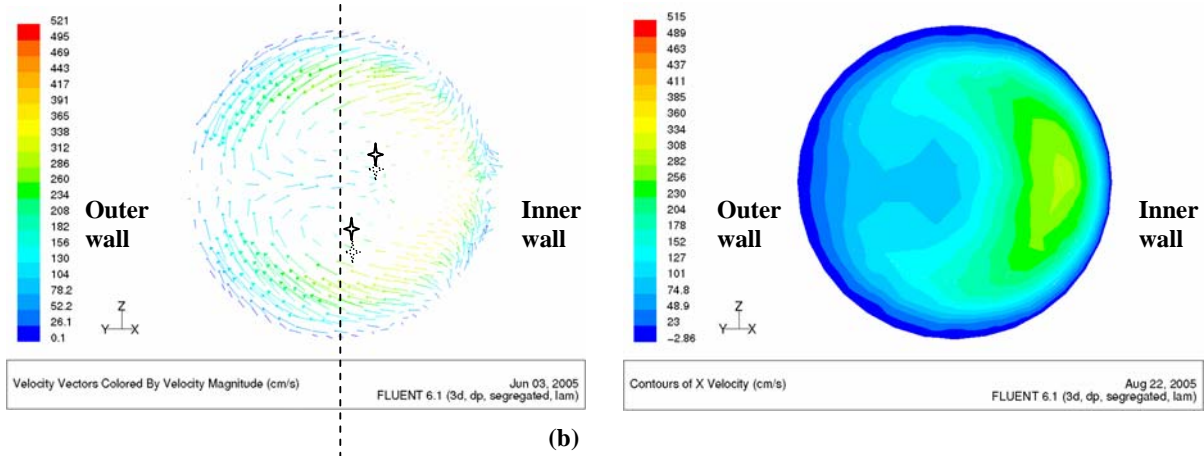 521
495
469
443
417
391
365
338
312
286
260
234
208
182
156
130
104
78.2
52.2
26.1
0.1
Outer
wall
Inner
wall
Z
Y
X
Velocity Vectors Colored By Velocity Magnitude (cm/s)
Jun 03, 2005
FLUENT 6.1 (3d, dp, segregated, lam)
515
489
463
437
411
385
360
334
308
282
256
230
204
178
152
127
101
74.8
48.9
23
−2.86
Outer
wall
Inner
wall
Z
Y
X
Contours of X Velocity (cm/s)
Aug 22, 2005
FLUENT 6.1 (3d, dp, segregated, lam)
(b)